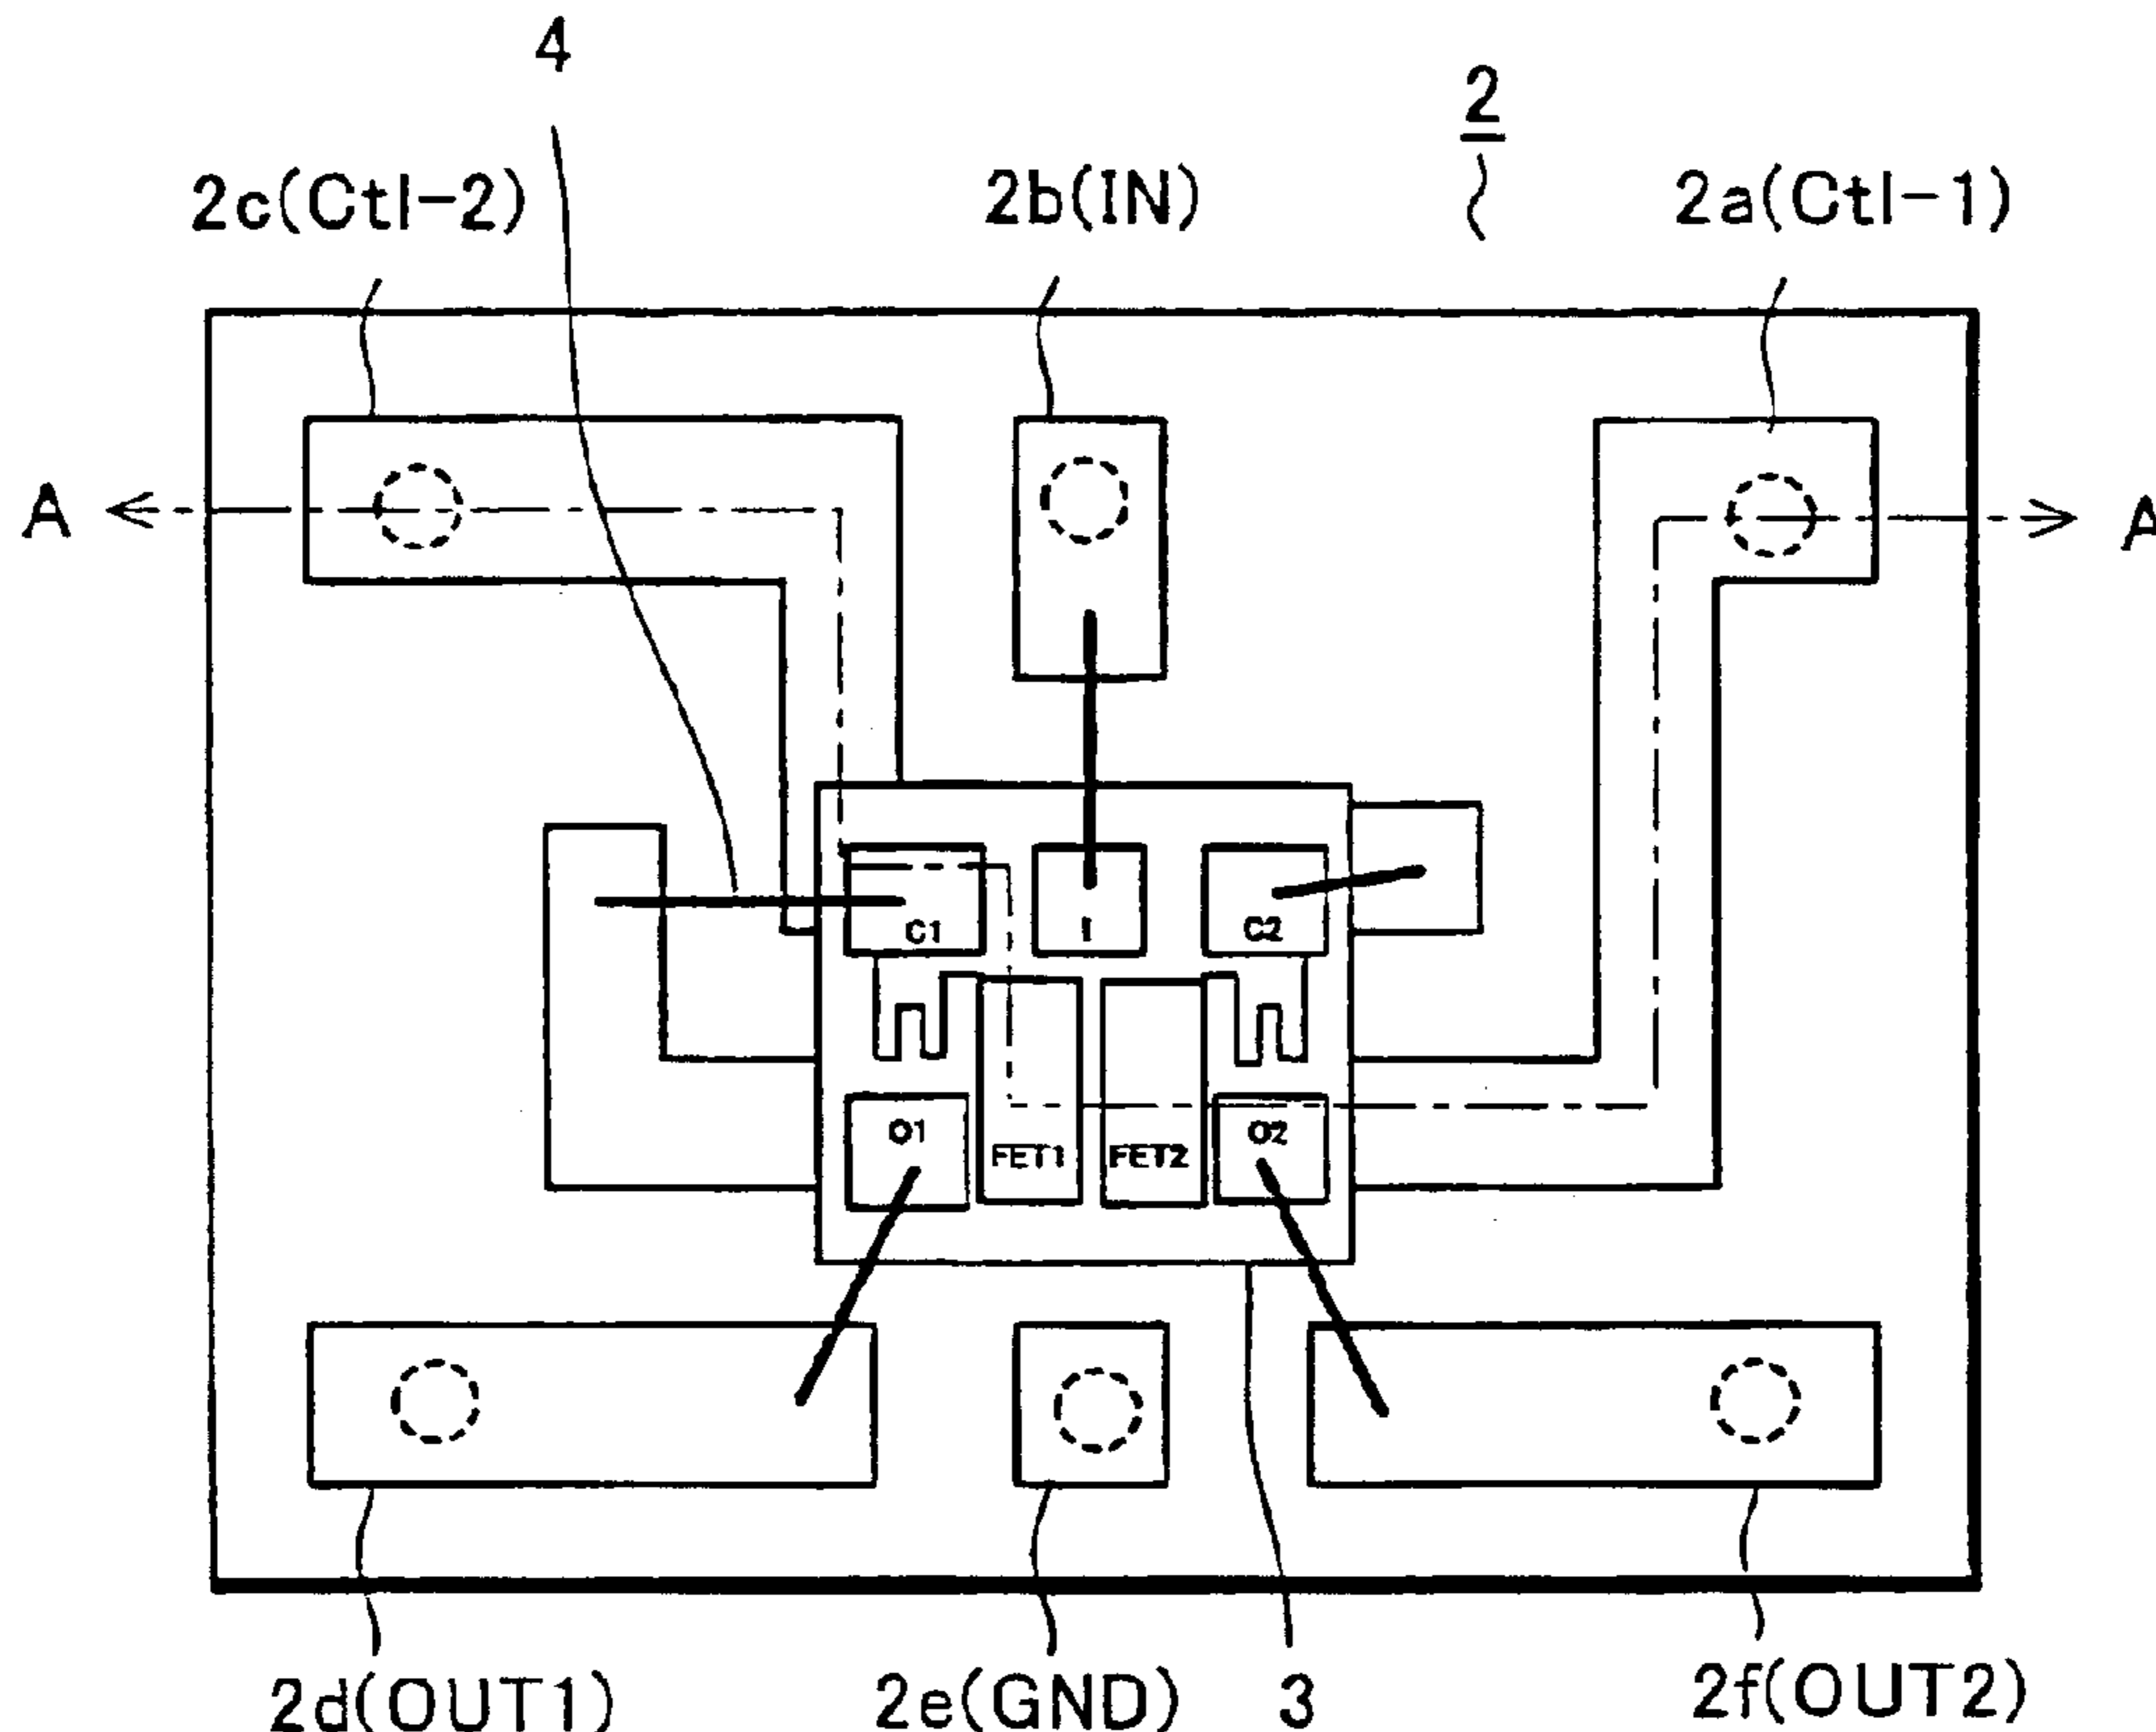 4
2
2c(Ctl-2) 2b(IN) 2a(Ctl-1)
A A
C1 I C2
O1 FET1 FET2 O2
2d(OUT1) 2e(GND) 3 2f(OUT2)